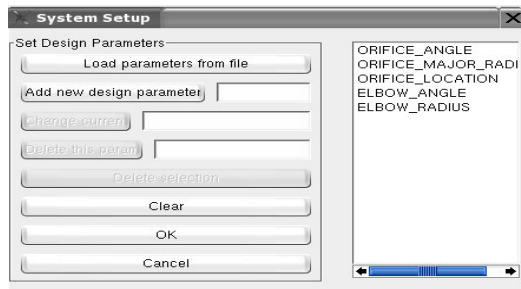 System Setup
Set Design Parameters
Load parameters from file
Add new design parameter
Change curren
Delete this param
Delete selection
Clear
OK
Cancel
ORIFICE_ANGLE
ORIFICE_MAJOR_RADI
ORIFICE_LOCATION
ELBOW_ANGLE
ELBOW_RADIUS